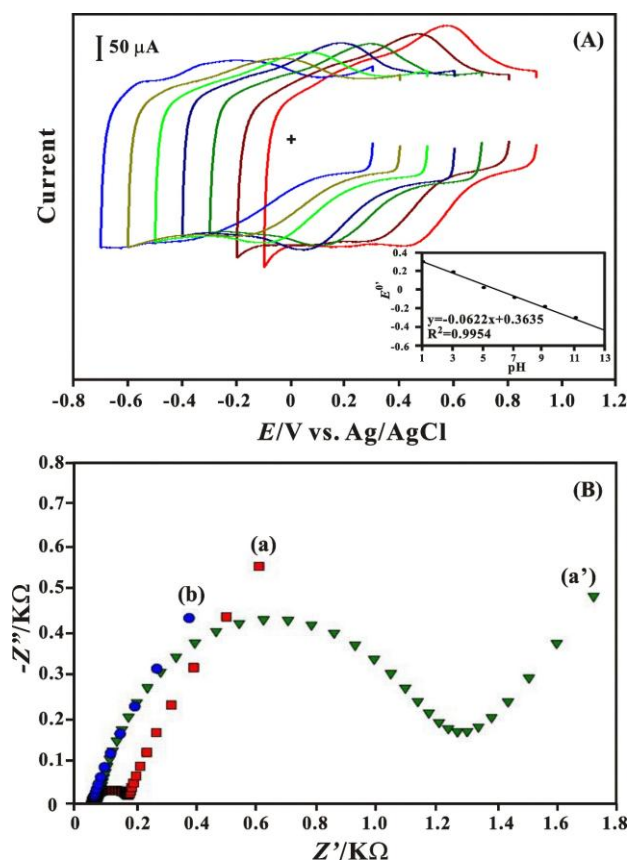 50 μA
(A)
Current
0.4
0.2
0
-0.2
-0.4
-0.6
E⁰'
y=-0.0622x+0.3635
R²=0.9954
1 3 5 7 9 11 13
pH
-0.8 -0.6 -0.4 -0.2 0.0 0.2 0.4 0.6 0.8 1.0 1.2
E/V vs. Ag/AgCl
0.8
(B)
0.7
0.6
(a)
0.5
(b)
(a')
0.4
0.3
0.2
0.1
0
-Z''/KΩ
0 0.2 0.4 0.6 0.8 1.0 1.2 1.4 1.6 1.8
Z'/KΩ